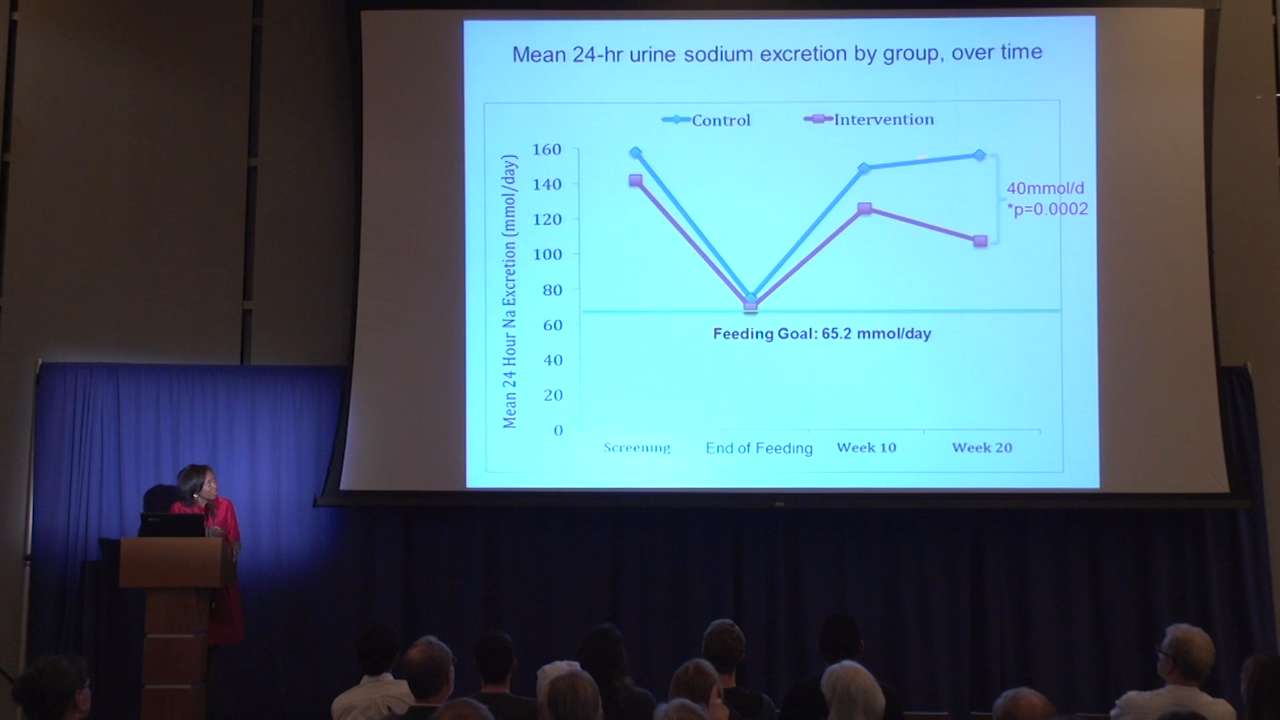 Mean 24-hr urine sodium excretion by group, over time
Control
Intervention
Mean 24 Hour Na Excretion (mmol/day)
160
140
120
100
80
60
40
20
0
40mmol/d
*p=0.0002
Feeding Goal: 65.2 mmol/day
Screening
End of Feeding
Week 10
Week 20